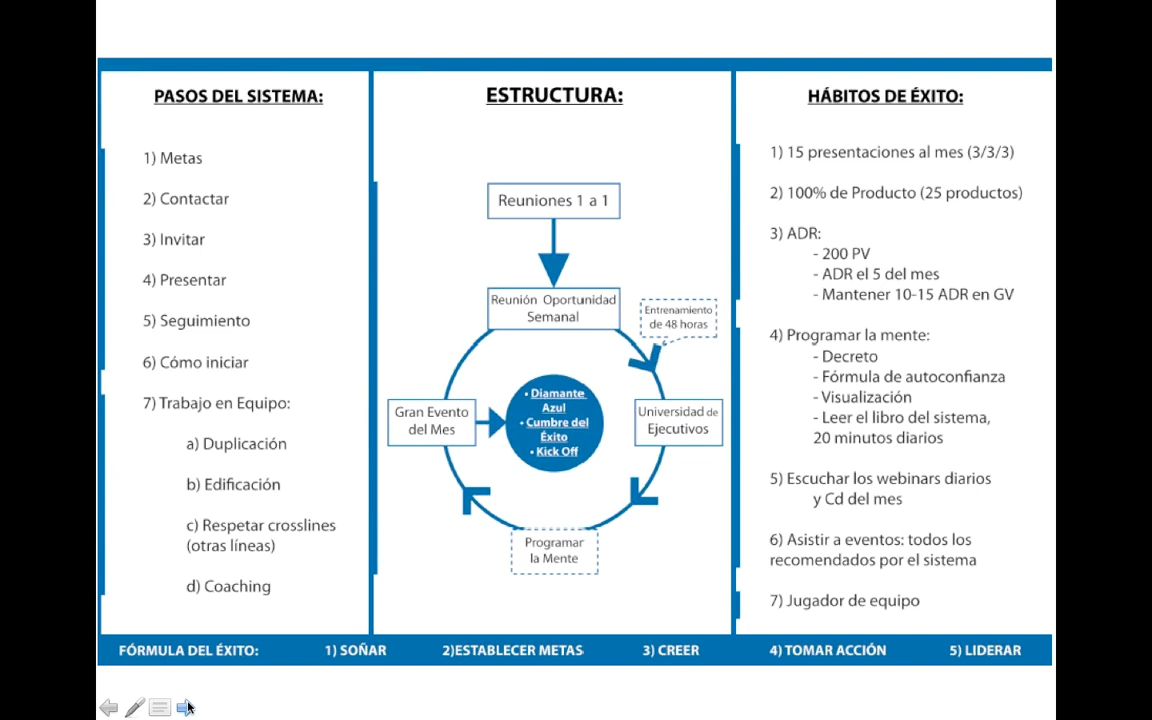 PASOS DEL SISTEMA:
1) Metas
2) Contactar
3) Invitar
4) Presentar
5) Seguimiento
6) Cómo iniciar
7) Trabajo en Equipo:
a) Duplicación
b) Edificación
c) Respetar crosslines
(otras líneas)
d) Coaching
ESTRUCTURA:
Reuniones 1 a 1
Reunión Oportunidad
Semanal
Entrenamiento
de 48 horas
Universidad de
Ejecutivos
Programar
la Mente
Gran Evento
del Mes
• Diamante
Azul
• Cumbre del
Éxito
• Kick Off
HÁBITOS DE ÉXITO:
1) 15 presentaciones al mes (3/3/3)
2) 100% de Producto (25 productos)
3) ADR:
- 200 PV
- ADR el 5 del mes
- Mantener 10-15 ADR en GV
4) Programar la mente:
- Decreto
- Fórmula de autoconfianza
- Visualización
- Leer el libro del sistema,
20 minutos diarios
5) Escuchar los webinars diarios
y Cd del mes
6) Asistir a eventos: todos los
recomendados por el sistema
7) Jugador de equipo
FÓRMULA DEL ÉXITO: 1) SOÑAR 2)ESTABLECER METAS 3) CREER 4) TOMAR ACCIÓN 5) LIDERAR